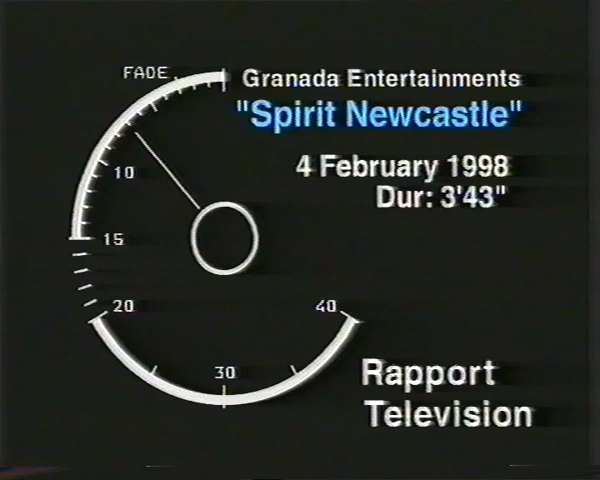 FADE
Granada Entertainments
"Spirit Newcastle"
4 February 1998
Dur: 3'43"
10
15
20
40
30
Rapport
Television